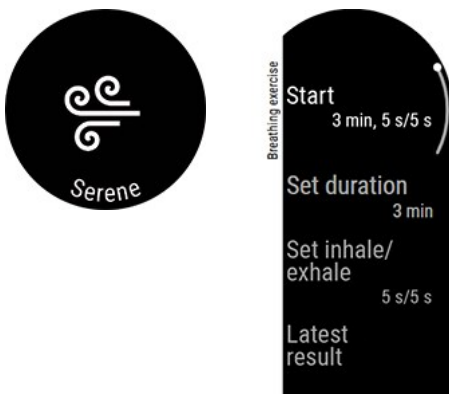 Serene
Breathing exercise
Start
3 min, 5 s/5 s
Set duration
3 min
Set inhale/
exhale
5 s/5 s
Latest
result